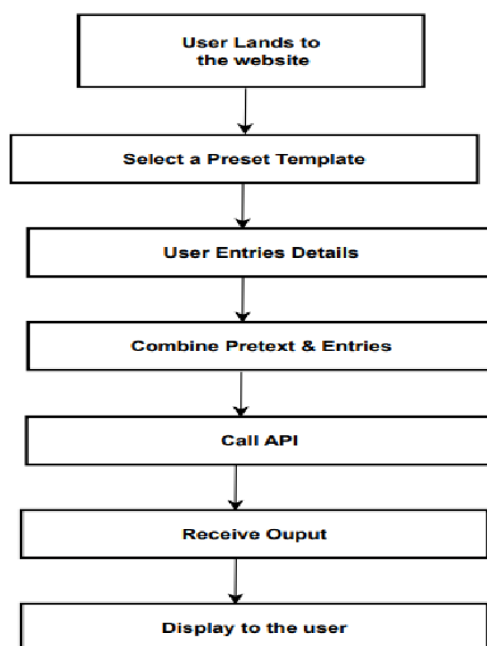 User Lands to
the website
Select a Preset Template
User Entries Details
Combine Pretext & Entries
Call API
Receive Ouput
Display to the user